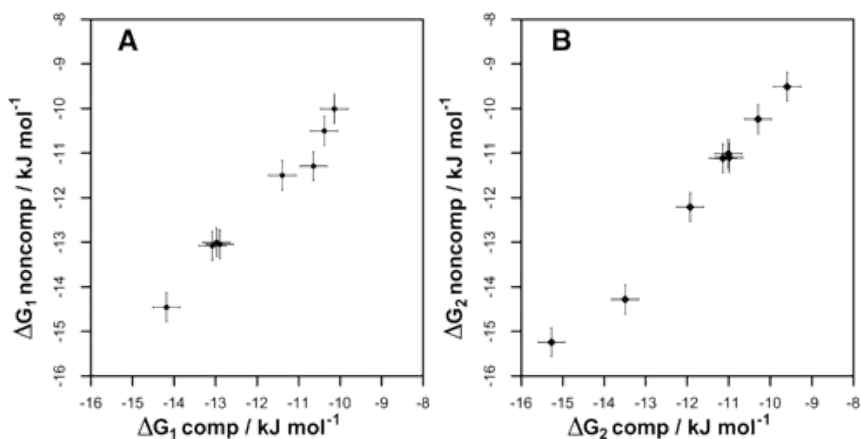 A
ΔG₁ noncomp / kJ mol⁻¹
-8
-9
-10
-11
-12
-13
-14
-15
-16
-16 -15 -14 -13 -12 -11 -10 -9 -8
ΔG₁ comp / kJ mol⁻¹
B
ΔG₂ noncomp / kJ mol⁻¹
-8
-9
-10
-11
-12
-13
-14
-15
-16
-16 -15 -14 -13 -12 -11 -10 -9 -8
ΔG₂ comp / kJ mol⁻¹